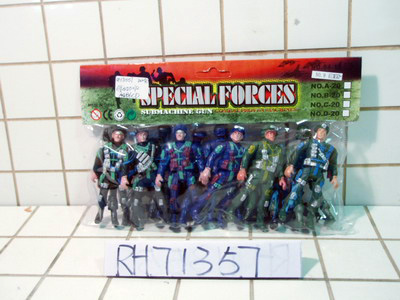 SPECIAL FORCES
SUBMACHINE GUN
NO.A-20
NO.B-20
NO.C-20
NO.D-20
RH71357